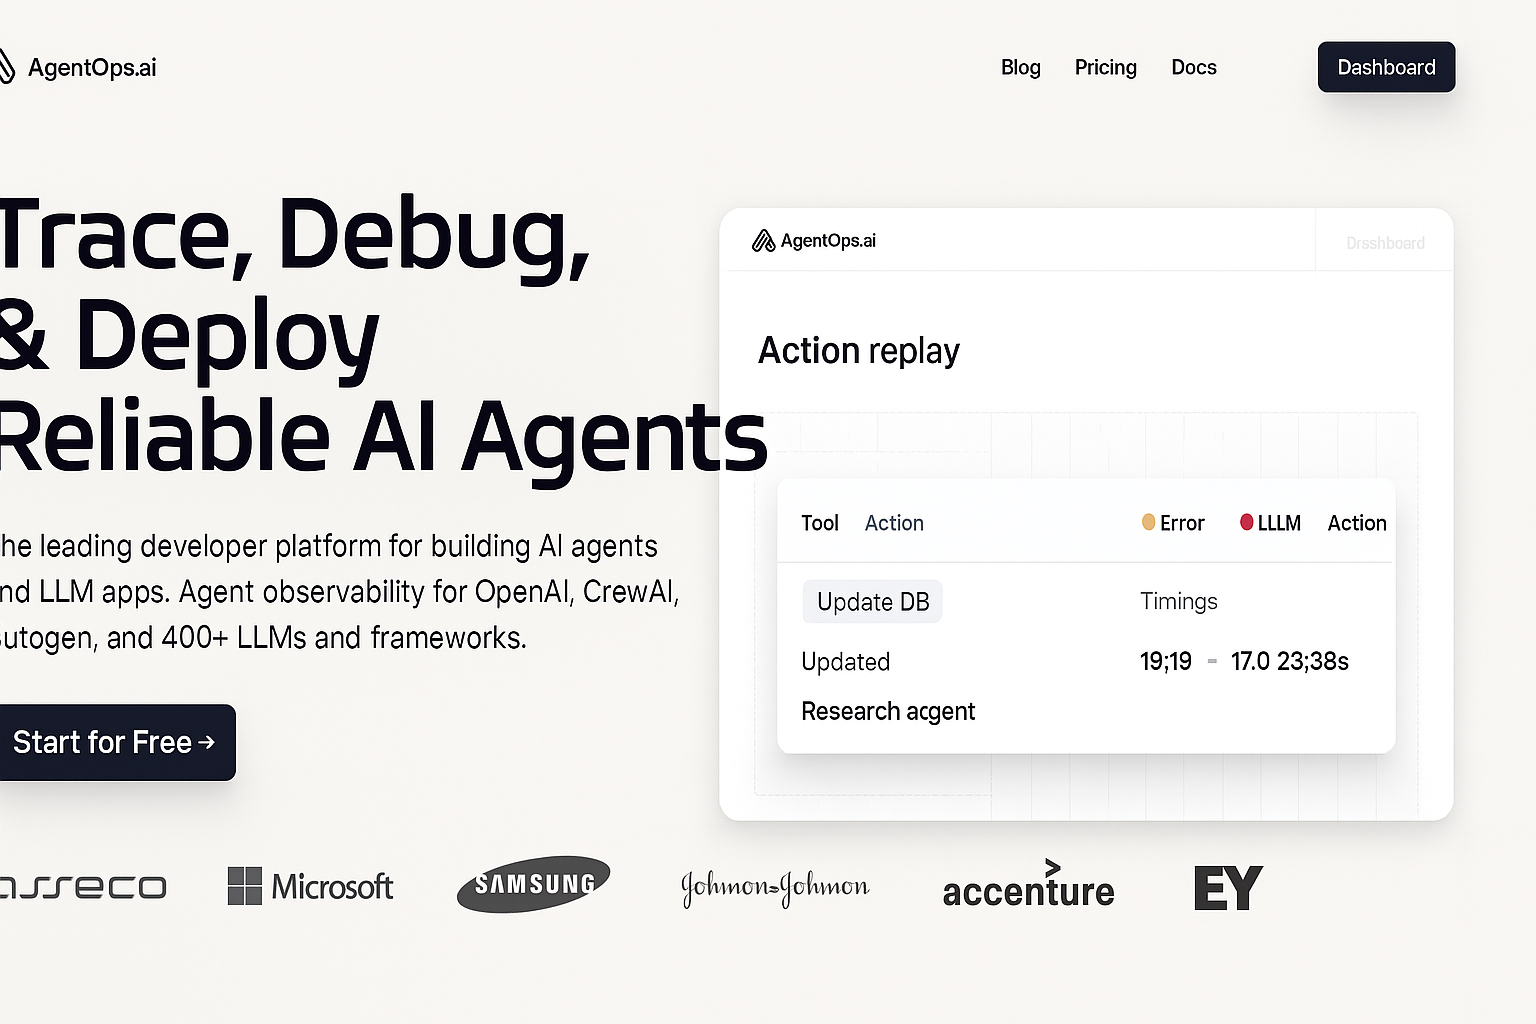 AgentOps.ai
Blog Pricing Docs Dashboard
Trace, Debug,
& Deploy
Reliable AI Agents
he leading developer platform for building AI agents
nd LLM apps. Agent observability for OpenAI, CrewAI,
utogen, and 400+ LLMs and frameworks.
Start for Free →
AgentOps.ai
Drsshboard
Action replay
Tool Action Error LLLM Action
Update DB Timings
Updated 19;19 - 17.0 23;38s
Research acgent
asseco Microsoft SAMSUNG Johmon=Johmon accenture EY